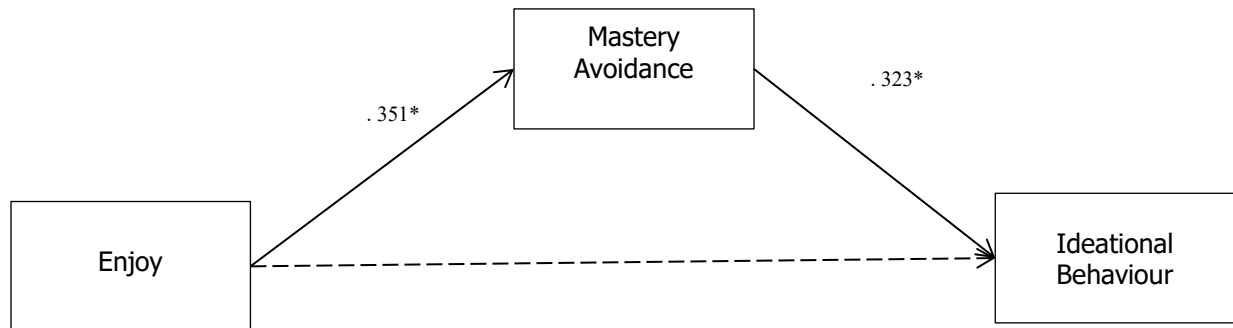 Mastery
Avoidance
. 351*
. 323*
Enjoy
Ideational
Behaviour